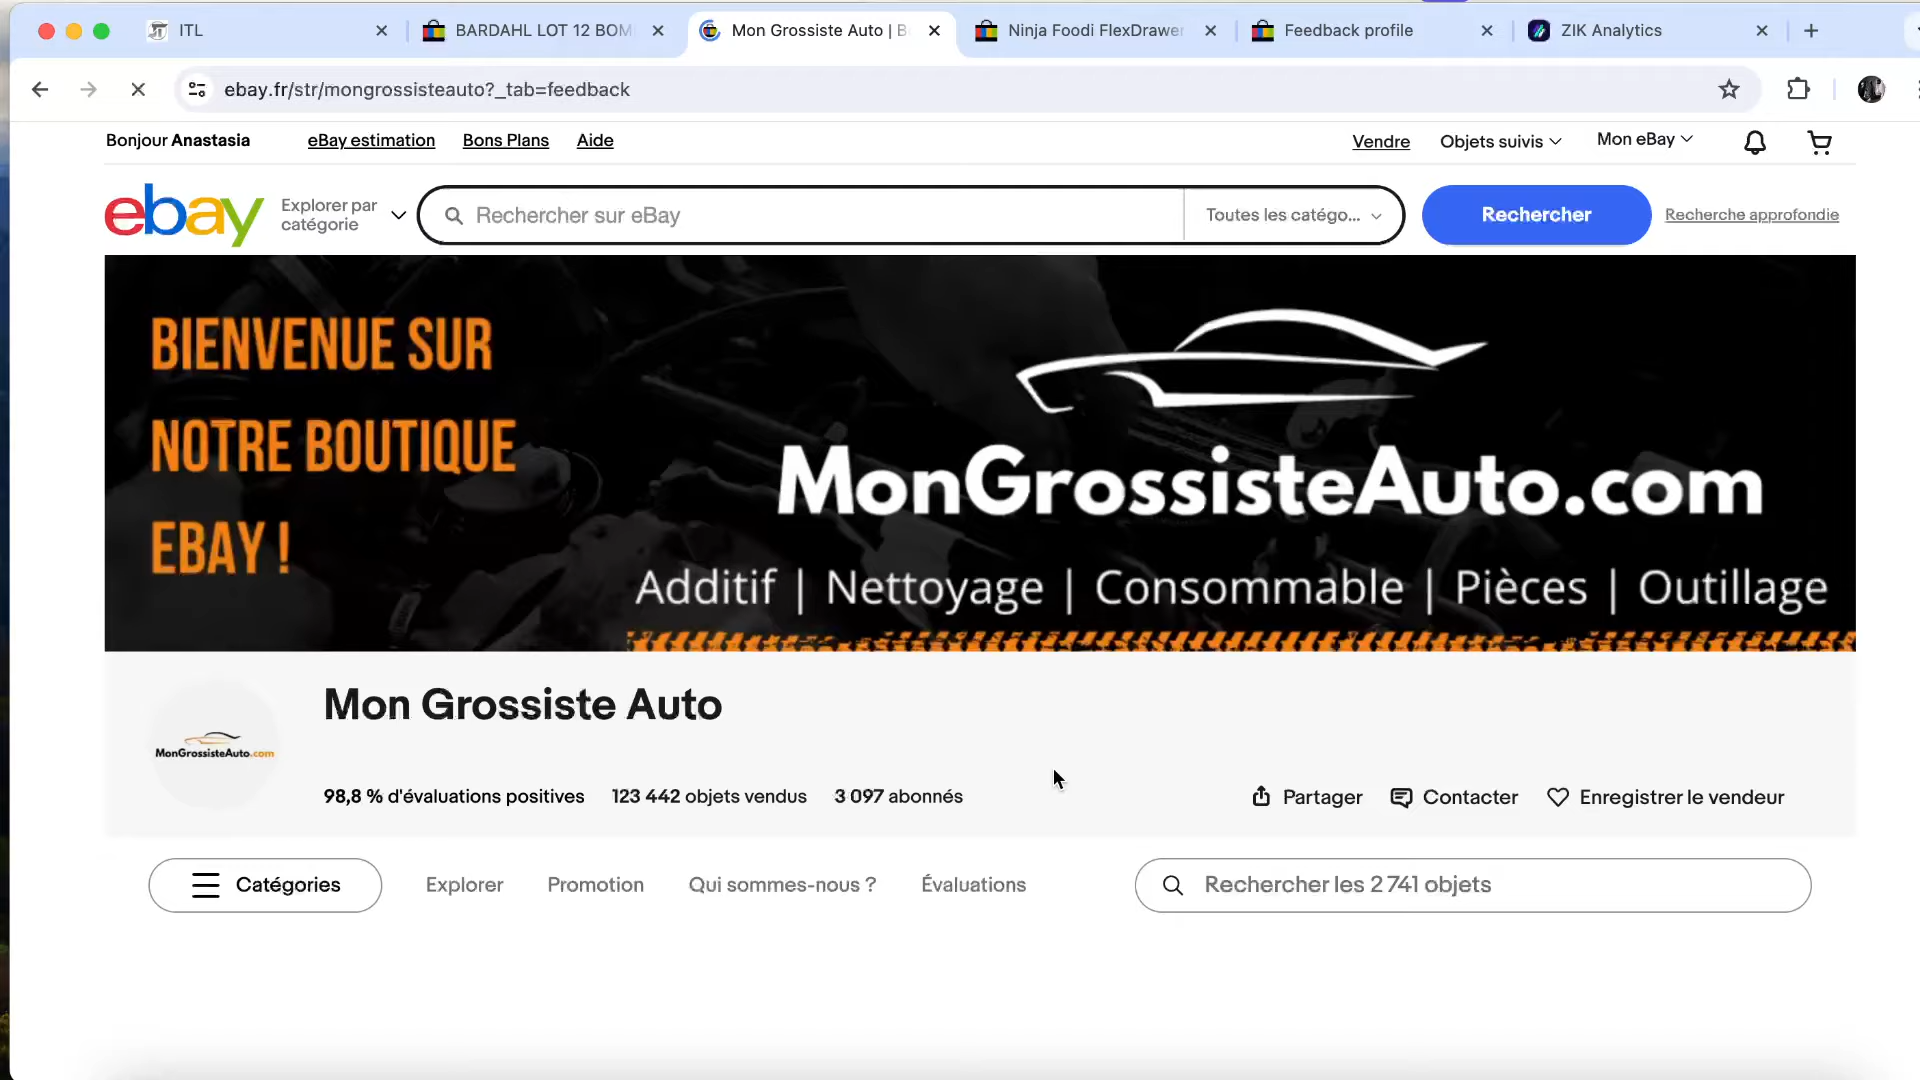 ITL
BARDAHL LOT 12 BOM
Mon Grossiste Auto | B
Ninja Foodi FlexDrawer
Feedback profile
ZIK Analytics
ebay.fr/str/mongrossisteauto?_tab=feedback
Bonjour Anastasia
eBay estimation
Bons Plans
Aide
Vendre
Objets suivis
Mon eBay
ebay
Explorer par
catégorie
Rechercher sur eBay
Toutes les catégo...
Rechercher
Recherche approfondie
BIENVENUE SUR
NOTRE BOUTIQUE
EBAY !
MonGrossisteAuto.com
Additif | Nettoyage | Consommable | Pièces | Outillage
MonGrossisteAuto.com
Mon Grossiste Auto
98,8 % d'évaluations positives
123 442 objets vendus
3 097 abonnés
Partager
Contacter
Enregistrer le vendeur
Catégories
Explorer
Promotion
Qui sommes-nous ?
Évaluations
Rechercher les 2 741 objets